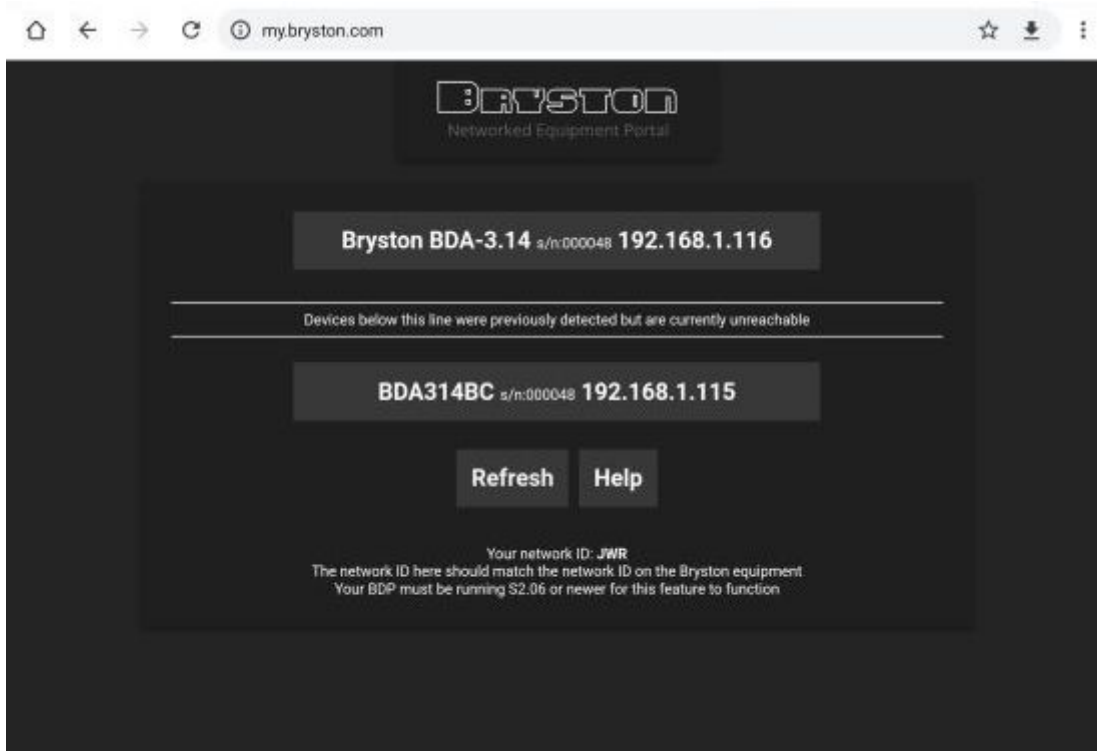 my.bryston.com
BRYSTON
Networked Equipment Portal
Bryston BDA-3.14 s/n:000048 192.168.1.116
Devices below this line were previously detected but are currently unreachable
BDA314BC s/n:000048 192.168.1.115
Refresh Help
Your network ID: JWR
The network ID here should match the network ID on the Bryston equipment
Your BDP must be running S2.06 or newer for this feature to function